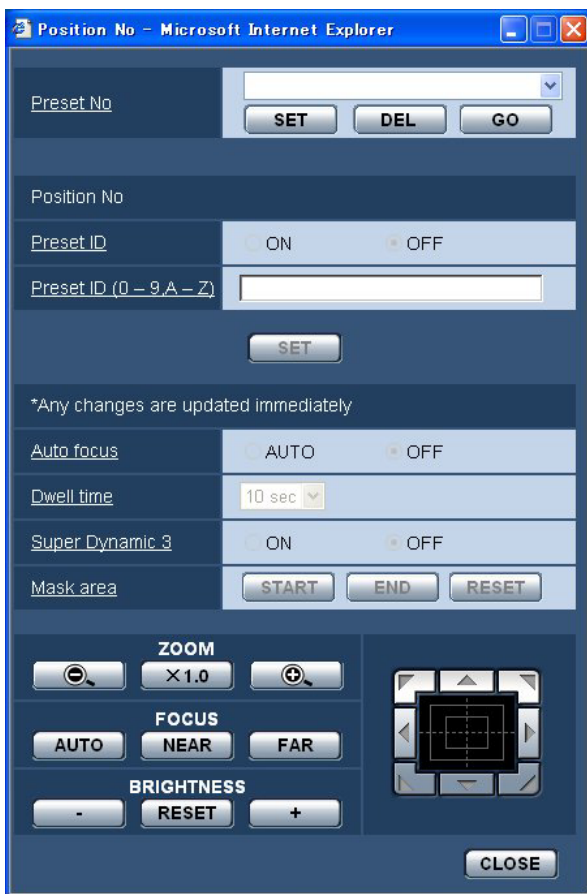 Position No - Microsoft Internet Explorer
Preset No
SET DEL GO
Position No
Preset ID ON OFF
Preset ID (0 – 9,A – Z)
SET
*Any changes are updated immediately
Auto focus AUTO OFF
Dwell time 10 sec
Super Dynamic 3 ON OFF
Mask area START END RESET
ZOOM
×1.0
FOCUS
AUTO NEAR FAR
BRIGHTNESS
- RESET +
CLOSE